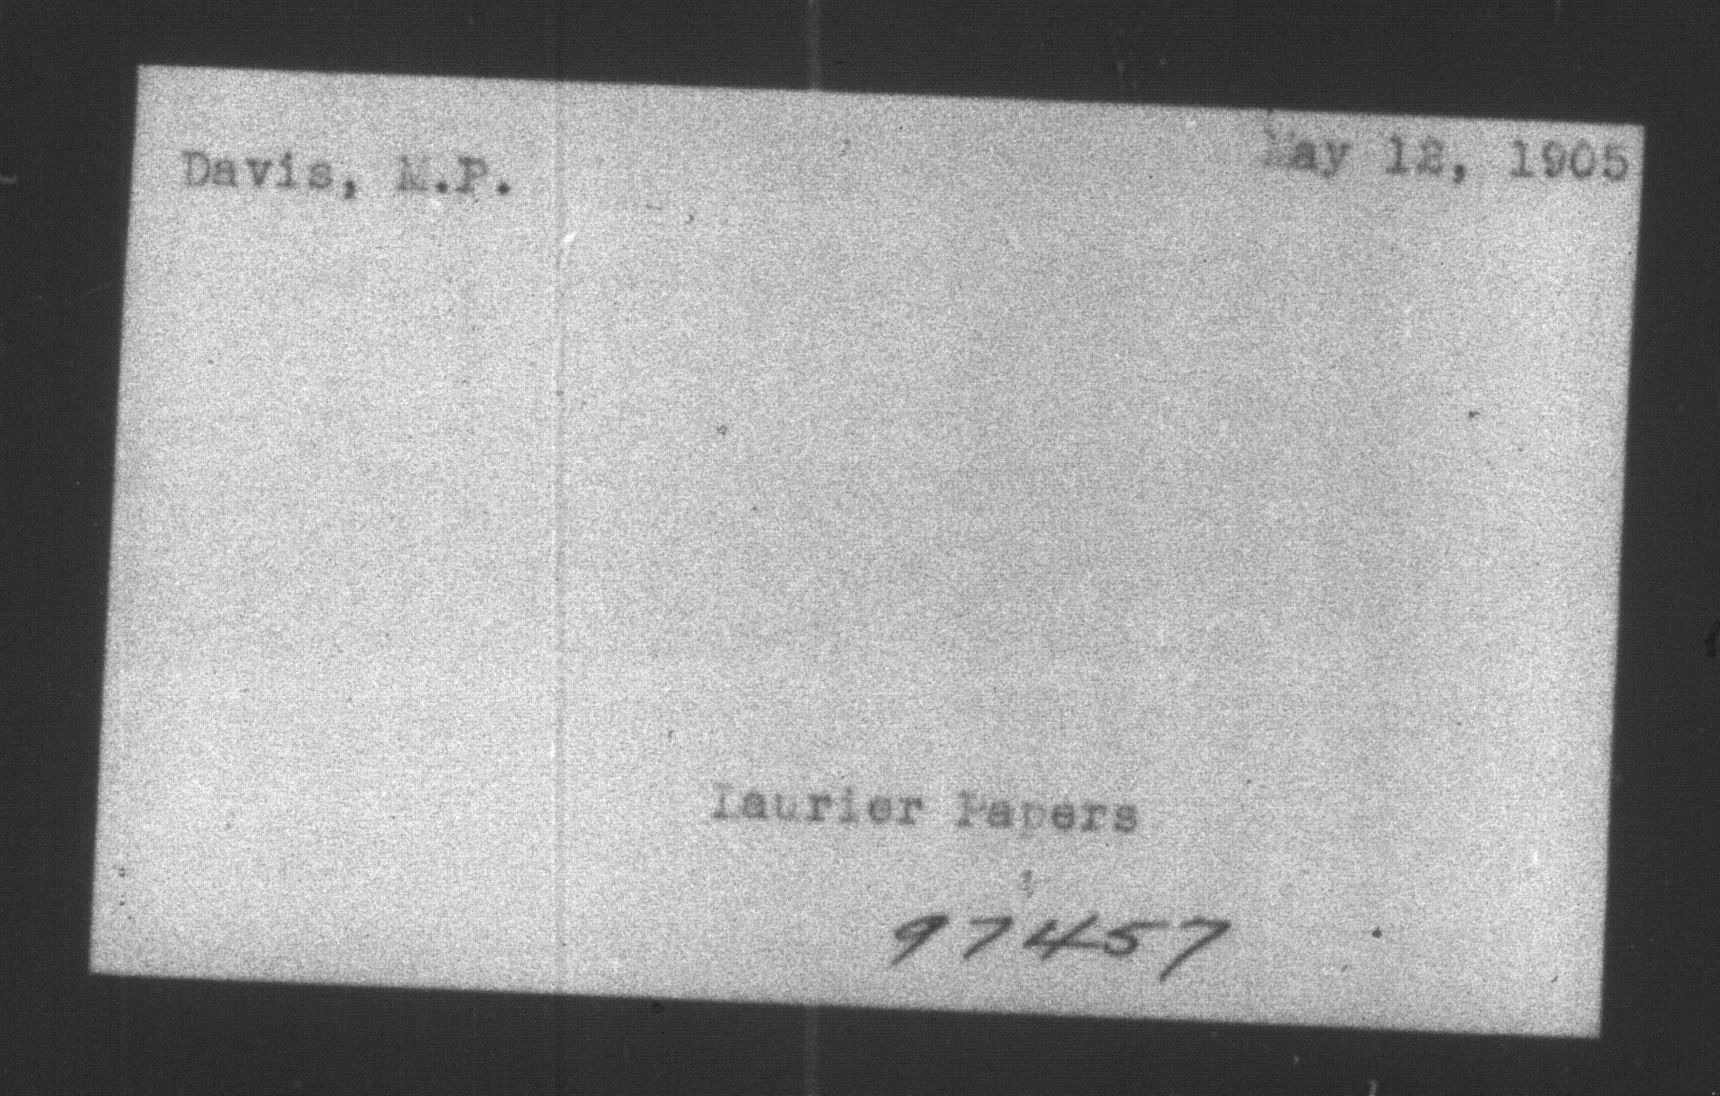 Davis, M.P.
May 12, 1905
Laurier Papers
97457